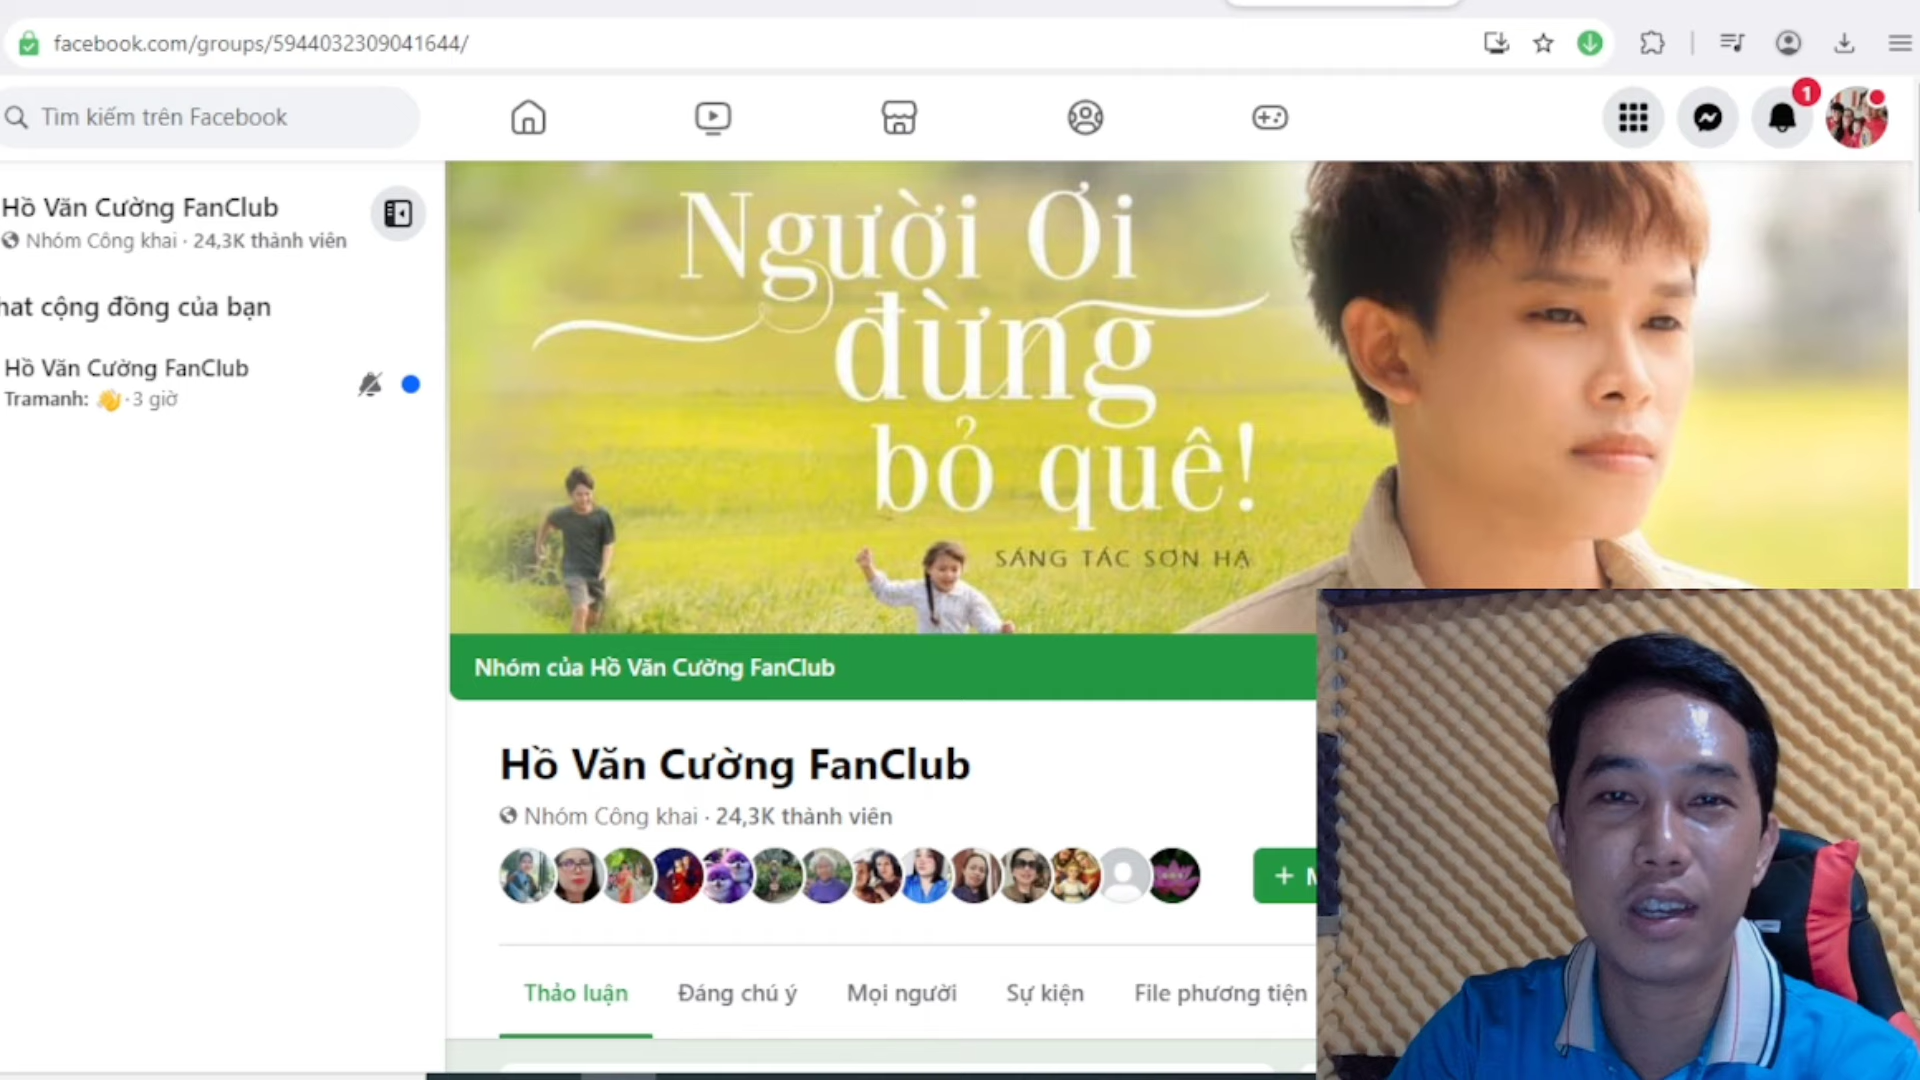 facebook.com/groups/5944032309041644/
Tìm kiếm trên Facebook
1
Hồ Văn Cường FanClub
Nhóm Công khai · 24,3K thành viên
hat cộng đồng của bạn
Hồ Văn Cường FanClub
Tramanh: 👋 · 3 giờ
Người Ơi
đừng
bỏ quê!
SÁNG TÁC SƠN HẠ
Nhóm của Hồ Văn Cường FanClub
Hồ Văn Cường FanClub
Nhóm Công khai · 24,3K thành viên
+ M
Thảo luận
Đáng chú ý
Mọi người
Sự kiện
File phương tiện